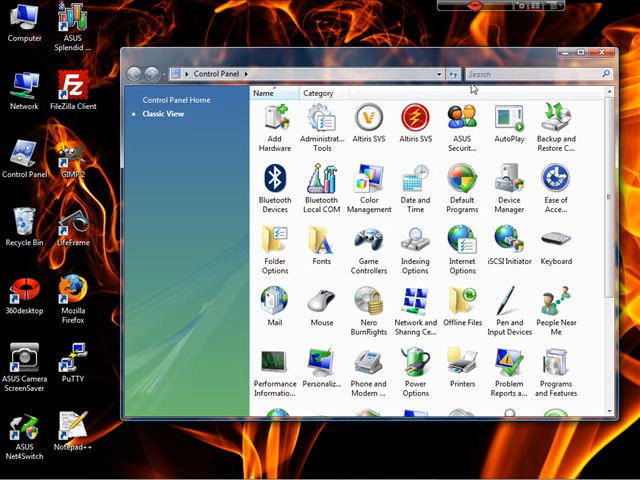 Computer
ASUS
Splendid ...
Network
FileZilla Client
Control Panel
GIMP 2
Recycle Bin
LifeFrame
360desktop
Mozilla
Firefox
ASUS Camera
ScreenSaver
PuTTY
ASUS
Net4Switch
Notepad++
Control Panel
Search
Control Panel Home
Classic View
Name
Category
Add
Hardware
Administrat...
Tools
Altiris SVS
Altiris SVS
ASUS
Securit...
AutoPlay
Backup and
Restore C...
Bluetooth
Devices
Bluetooth
Local COM
Color
Management
Date and
Time
Default
Programs
Device
Manager
Ease of
Acce...
Folder
Options
Fonts
Game
Controllers
Indexing
Options
Internet
Options
iSCSI Initiator
Keyboard
Mail
Mouse
Nero
BurnRights
Network and
Sharing Ce...
Offline Files
Pen and
Input Devices
People Near
Me
Performance
Informatio...
Personaliz...
Phone and
Modem ...
Power
Options
Printers
Problem
Reports a...
Programs
and Features